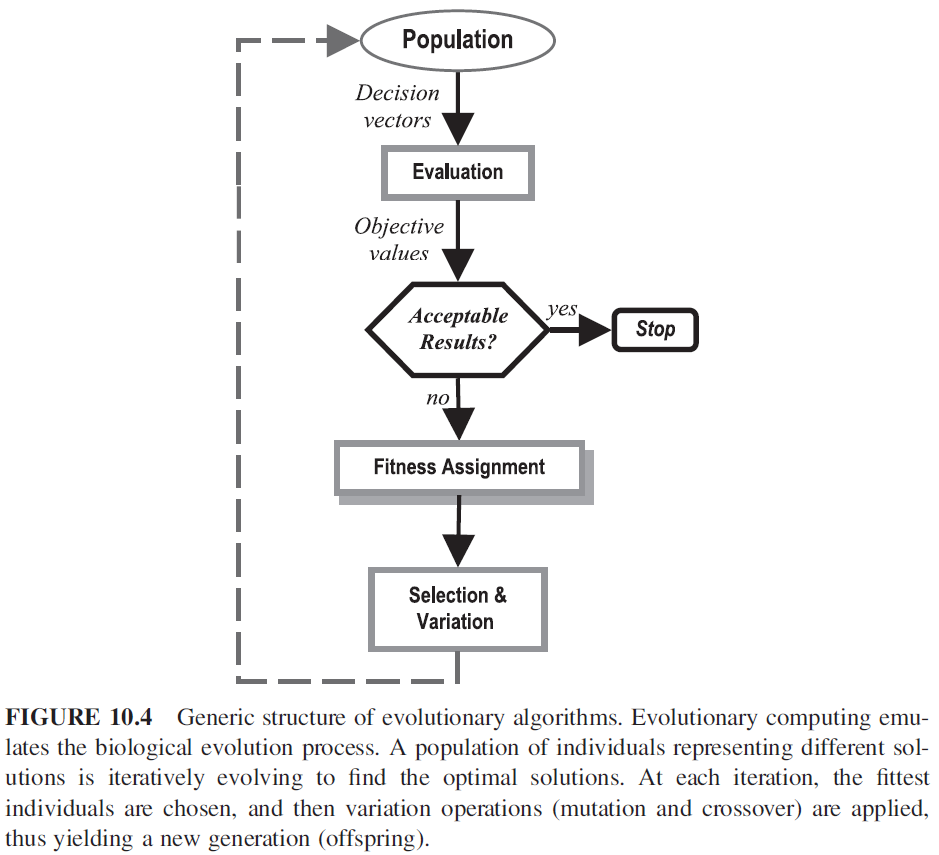 Population
Decision
vectors
Evaluation
Objective
values
Acceptable
Results?
yes
Stop
no
Fitness Assignment
Selection &
Variation
FIGURE 10.4 Generic structure of evolutionary algorithms. Evolutionary computing emu-
lates the biological evolution process. A population of individuals representing different sol-
utions is iteratively evolving to find the optimal solutions. At each iteration, the fittest
individuals are chosen, and then variation operations (mutation and crossover) are applied,
thus yielding a new generation (offspring).